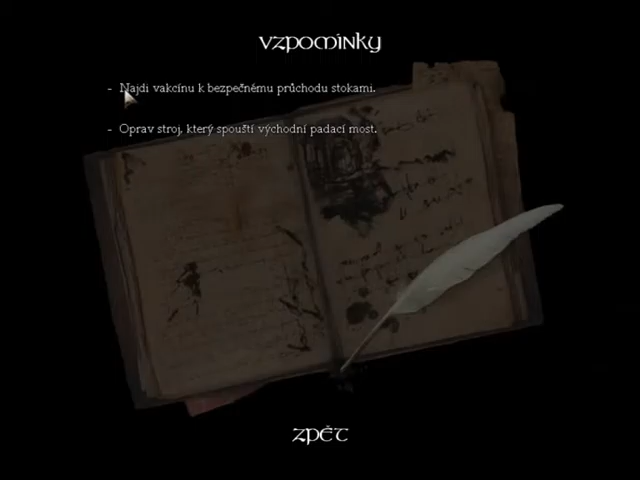 vzpomínky
- Najdi vakcínu k bezpečnému průchodu stokami.
- Oprav stroj, který spouští východní padací most.
zpět